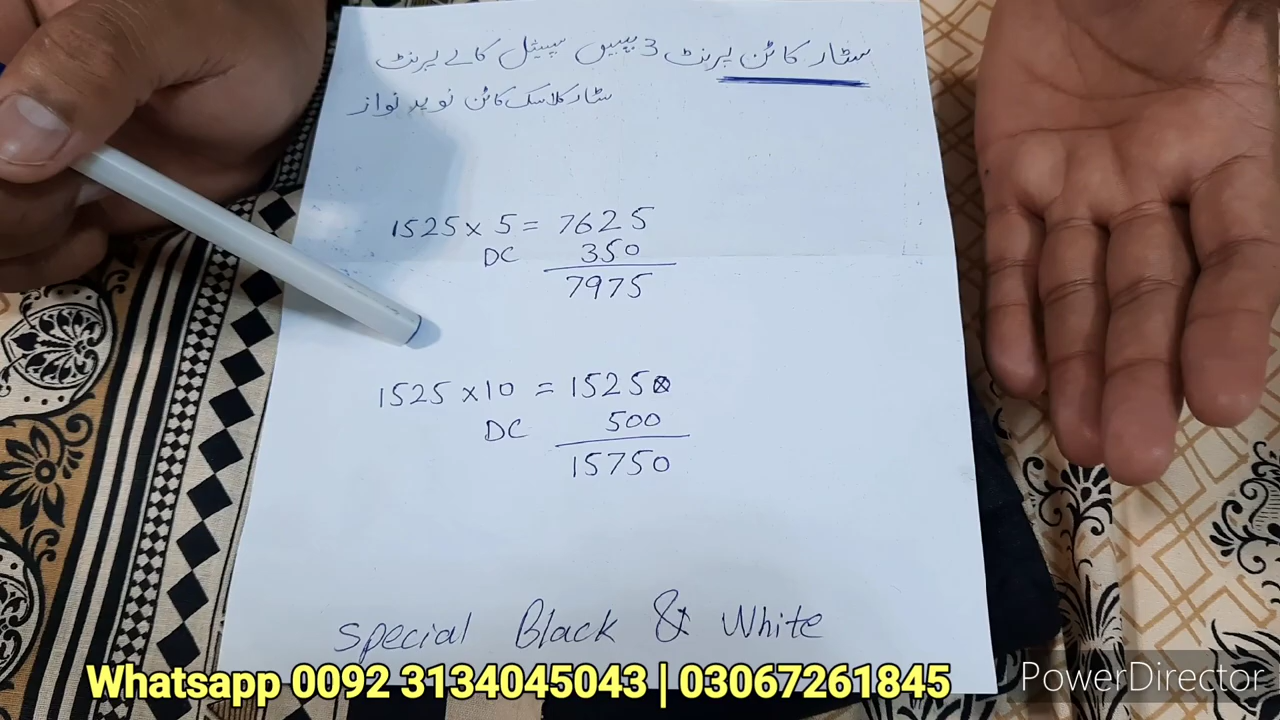 سٹار کاٹن پرنٹ 3 پیس سپیشل کالے پرنٹ
سٹار کلاسک کاٹن نوید نواز
1525 x 5 = 7625
DC 350
7975
1525 x 10 = 15250
DC 500
15750
Special Black & White
Whatsapp 0092 3134045043 | 03067261845
PowerDirector